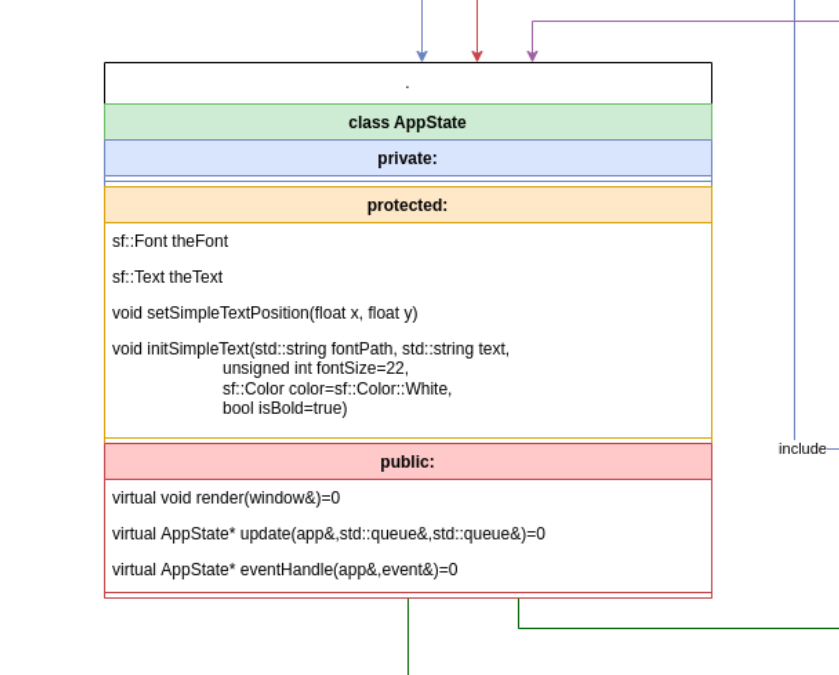 .
class AppState
private:
protected:
sf::Font theFont
sf::Text theText
void setSimpleTextPosition(float x, float y)
void initSimpleText(std::string fontPath, std::string text,
unsigned int fontSize=22,
sf::Color color=sf::Color::White,
bool isBold=true)
include
public:
virtual void render(window&)=0
virtual AppState* update(app&,std::queue&,std::queue&)=0
virtual AppState* eventHandle(app&,event&)=0